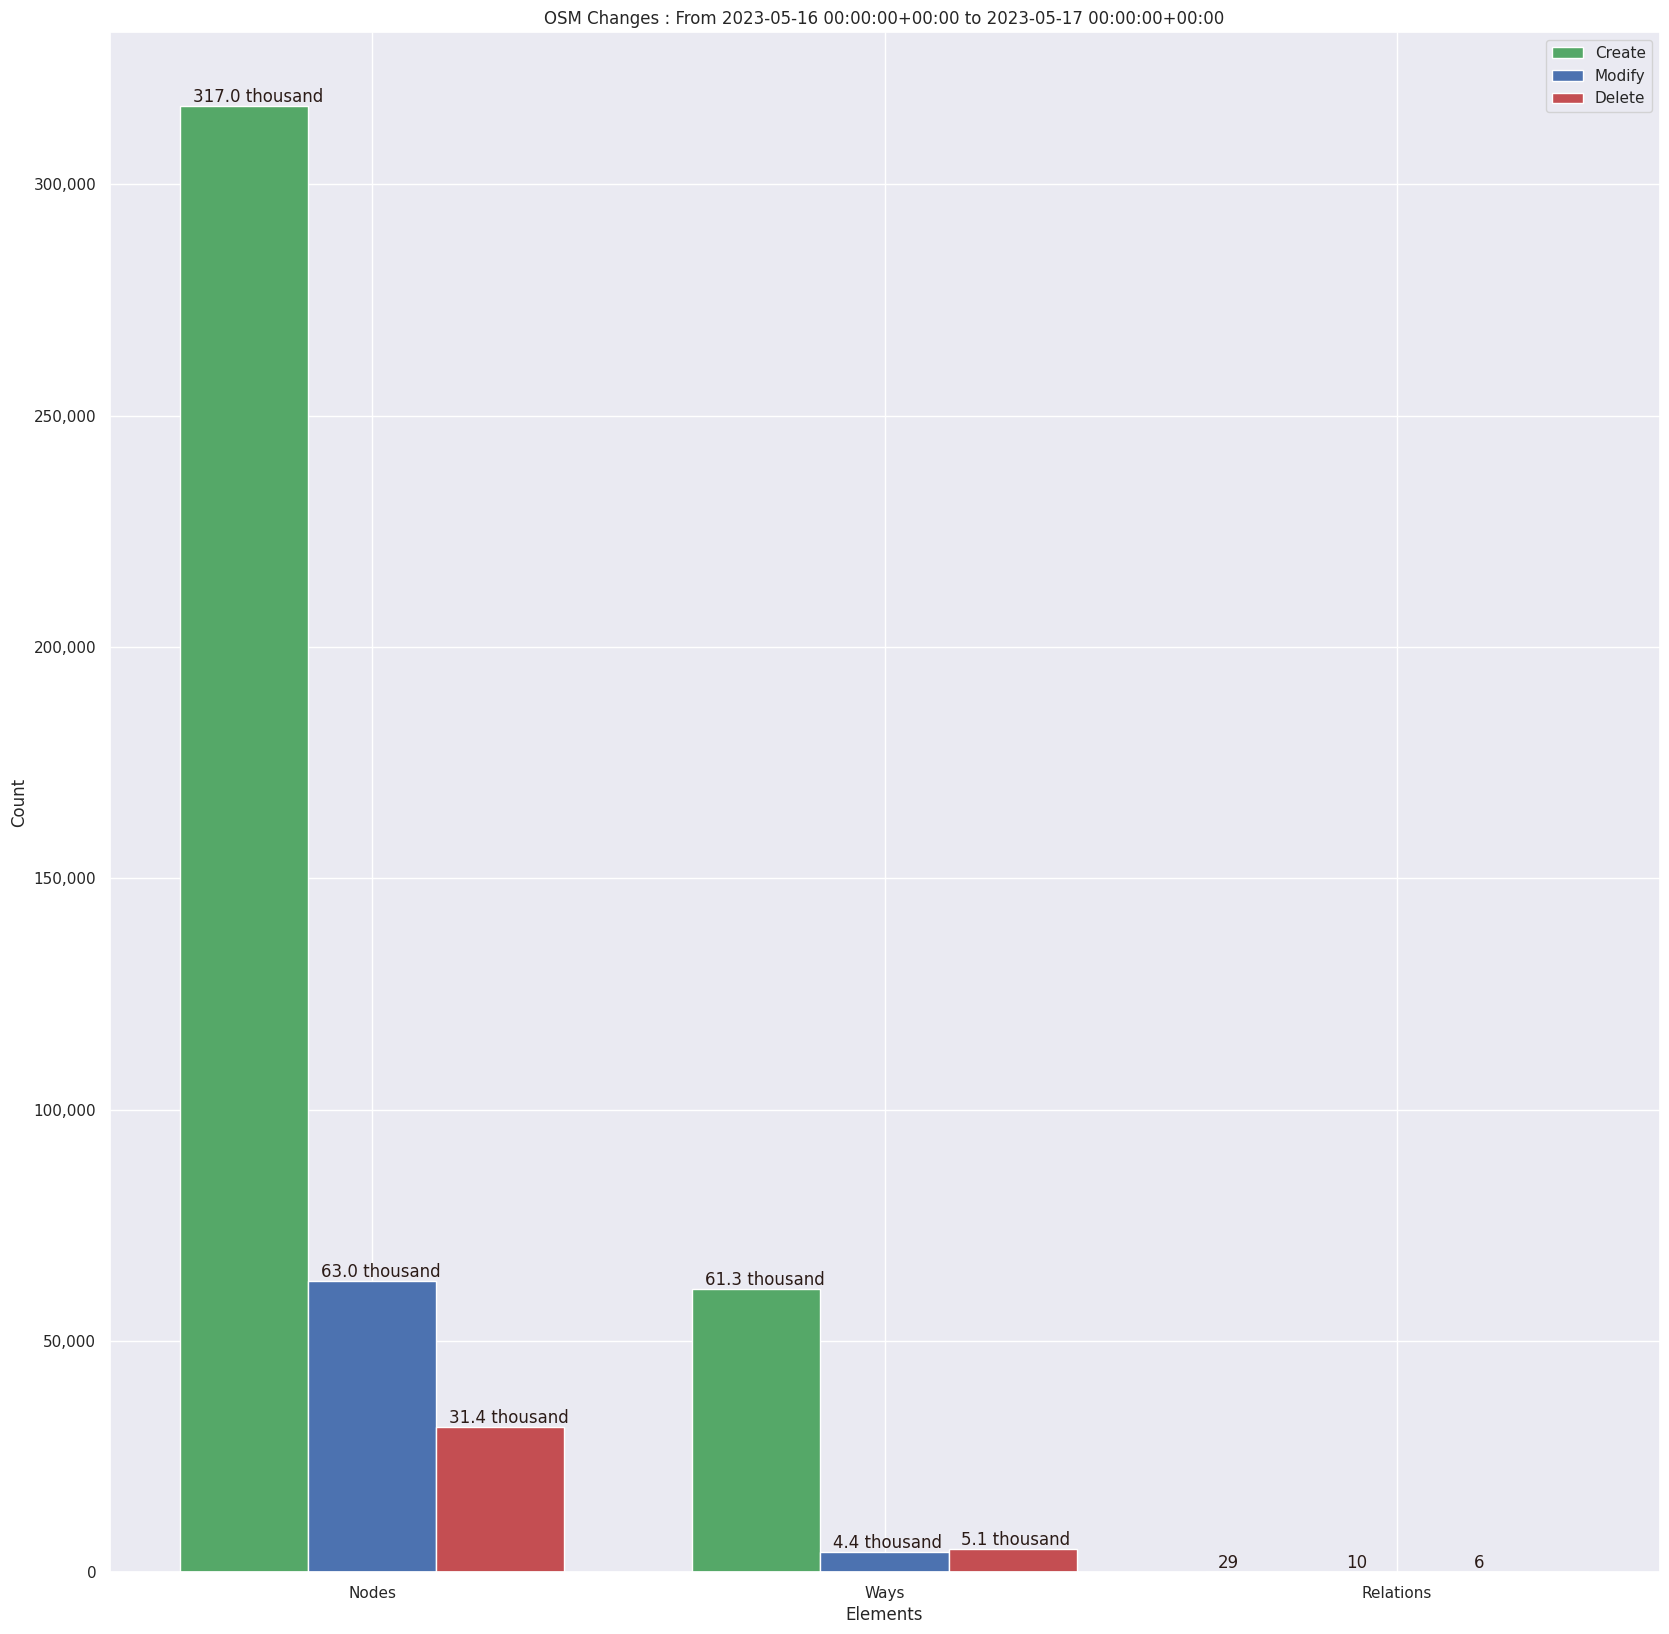 OSM Changes : From 2023-05-16 00:00:00+00:00 to 2023-05-17 00:00:00+00:00
Create
Modify
Delete
317.0 thousand
300,000
250,000
200,000
150,000
100,000
50,000
0
Count
63.0 thousand
31.4 thousand
61.3 thousand
4.4 thousand
5.1 thousand
29
10
6
Nodes
Ways
Relations
Elements